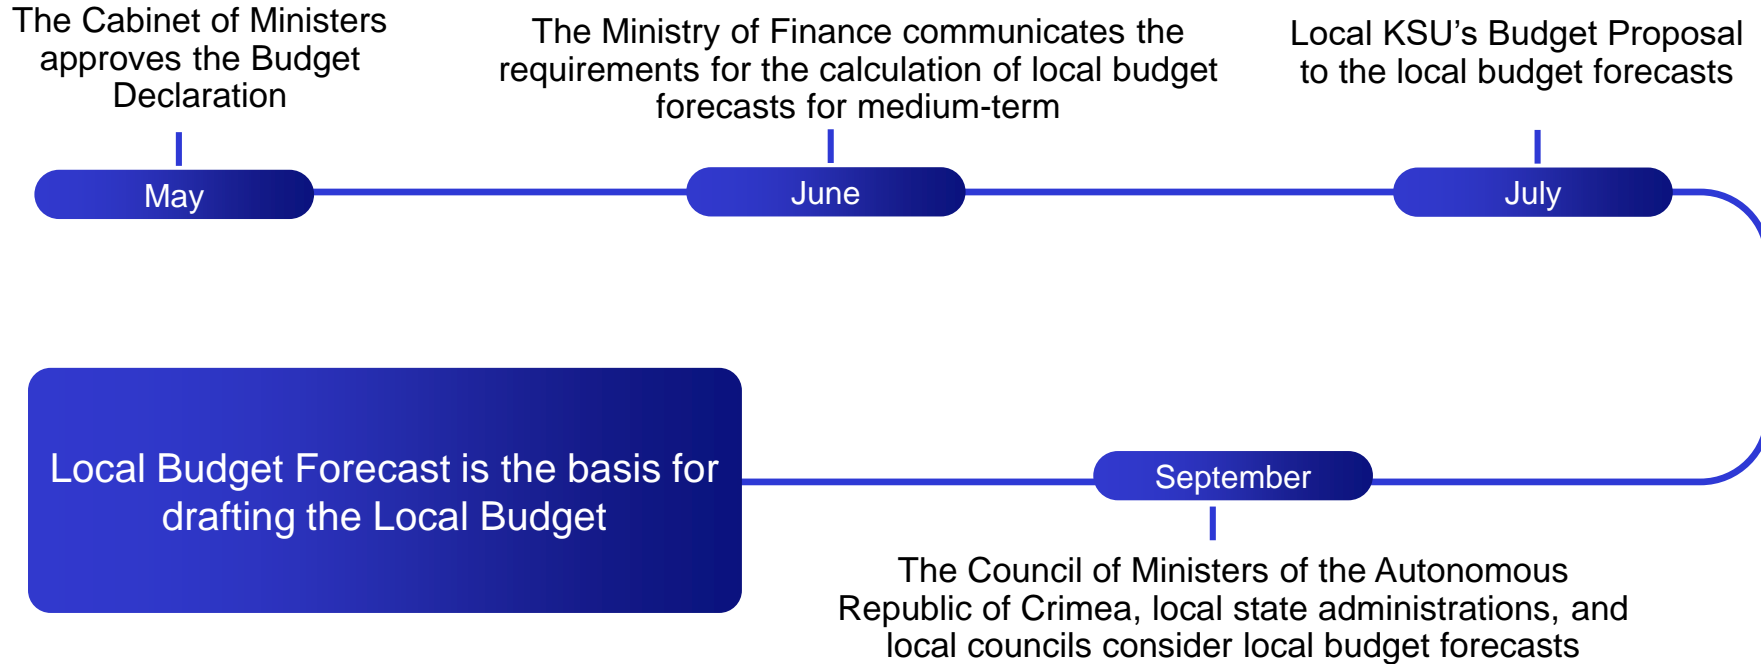 The Cabinet of Ministers
approves the Budget
Declaration
The Ministry of Finance communicates the
requirements for the calculation of local budget
forecasts for medium-term
Local KSU’s Budget Proposal
to the local budget forecasts
May
June
July
Local Budget Forecast is the basis for
drafting the Local Budget
September
The Council of Ministers of the Autonomous
Republic of Crimea, local state administrations, and
local councils consider local budget forecasts